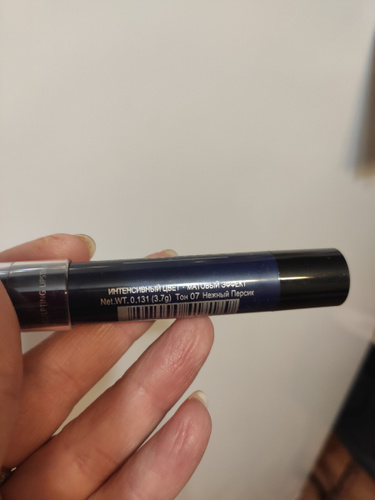 ИНТЕНСИВНЫЙ ЦВЕТ · МАТОВЫЙ ЭФФЕКТ
Net.WT. 0.131 (3.7g) Тон 07 Нежный Персик